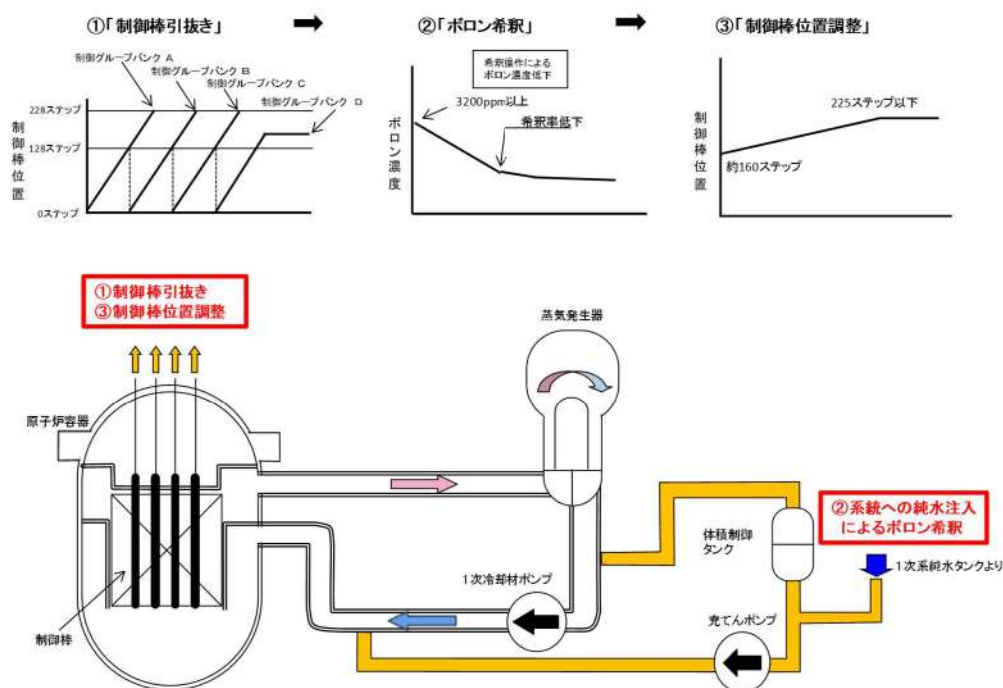 ①「制御棒引抜き」
②「ボロン希釈」
③「制御棒位置調整」
制御グループバンク A
制御グループバンク B
制御グループバンク C
制御グループバンク D
228ステップ
128ステップ
0ステップ
制御棒位置
希釈操作による
ボロン濃度低下
3200ppm以上
希釈率低下
ボロン濃度
225ステップ以下
約160ステップ
制御棒位置
①制御棒引抜き
③制御棒位置調整
蒸気発生器
原子炉容器
②系統への純水注入
によるボロン希釈
体積制御
タンク
1次系純水タンクより
1次冷却材ポンプ
充てんポンプ
制御棒